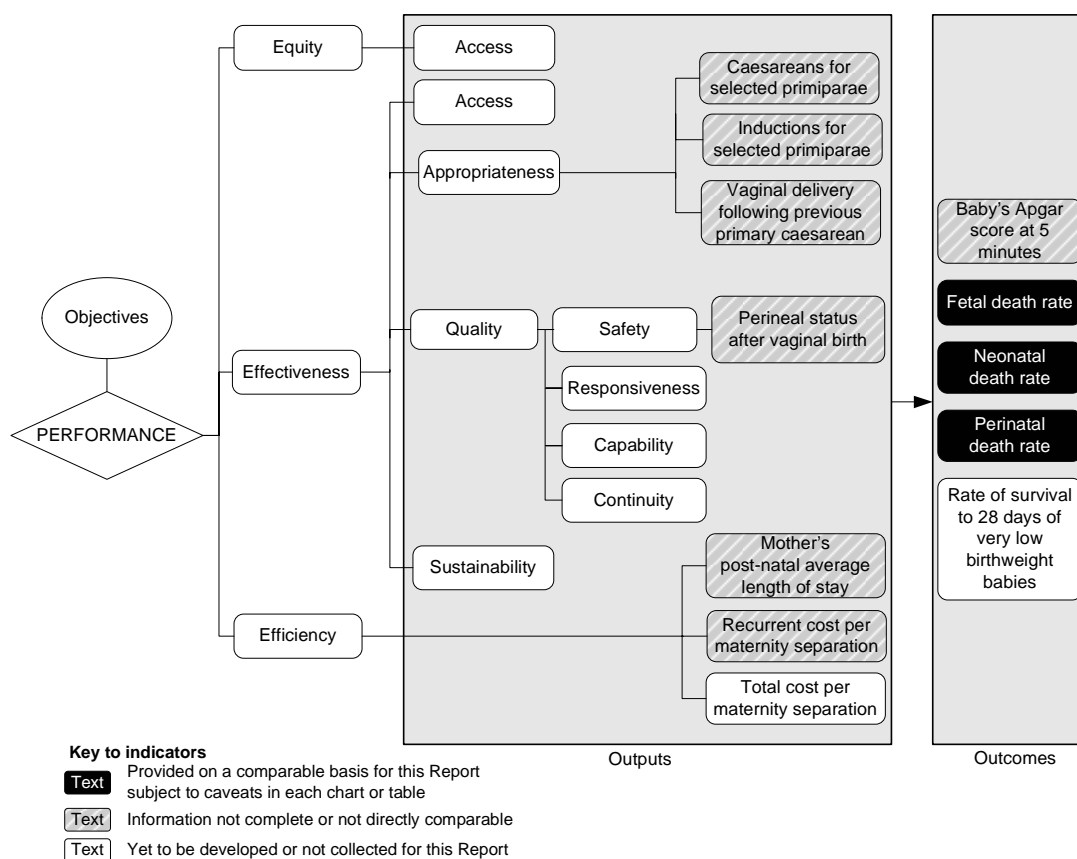 Equity
Access
Access
Caesareans for
selected primiparae
Inductions for
selected primiparae
Appropriateness
Vaginal delivery
following previous
primary caesarean
Baby's Apgar
score at 5
minutes
Objectives
Fetal death rate
Quality
Safety
Perineal status
after vaginal birth
Effectiveness
Responsiveness
Neonatal
death rate
PERFORMANCE
Capability
Perinatal
death rate
Continuity
Rate of survival
to 28 days of
very low
birthweight
babies
Sustainability
Mother's
post-natal average
length of stay
Efficiency
Recurrent cost per
maternity separation
Total cost per
maternity separation
Outputs
Outcomes
Key to indicators
Text
Provided on a comparable basis for this Report
subject to caveats in each chart or table
Text
Information not complete or not directly comparable
Text
Yet to be developed or not collected for this Report